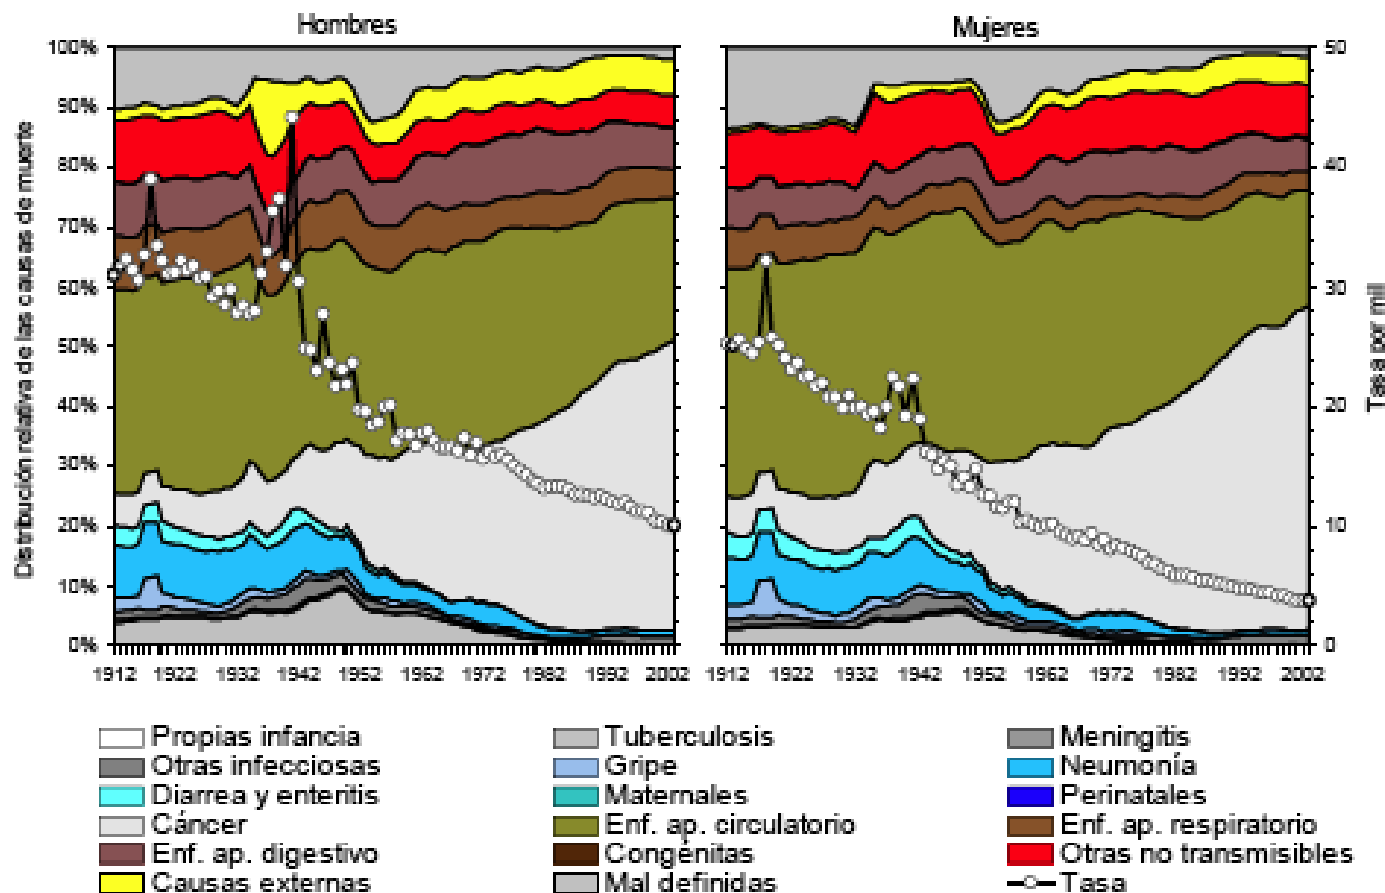 Hombres
Mujeres
Distribución relativa de las causas de muerte
100%
90%
80%
70%
60%
50%
40%
30%
20%
10%
0%
50
40
30
20
10
0
Tasa por mil
1912 1922 1932 1942 1952 1962 1972 1982 1992 2002
1912 1922 1932 1942 1952 1962 1972 1982 1992 2002
Propias infancia Tuberculosis Meningitis
Otras infecciosas Gripe Neumonía
Diarrea y enteritis Maternales Perinatales
Cáncer Enf. ap. circulatorio Enf. ap. respiratorio
Enf. ap. digestivo Congénitas Otras no transmisibles
Causas externas Mal definidas Tasa